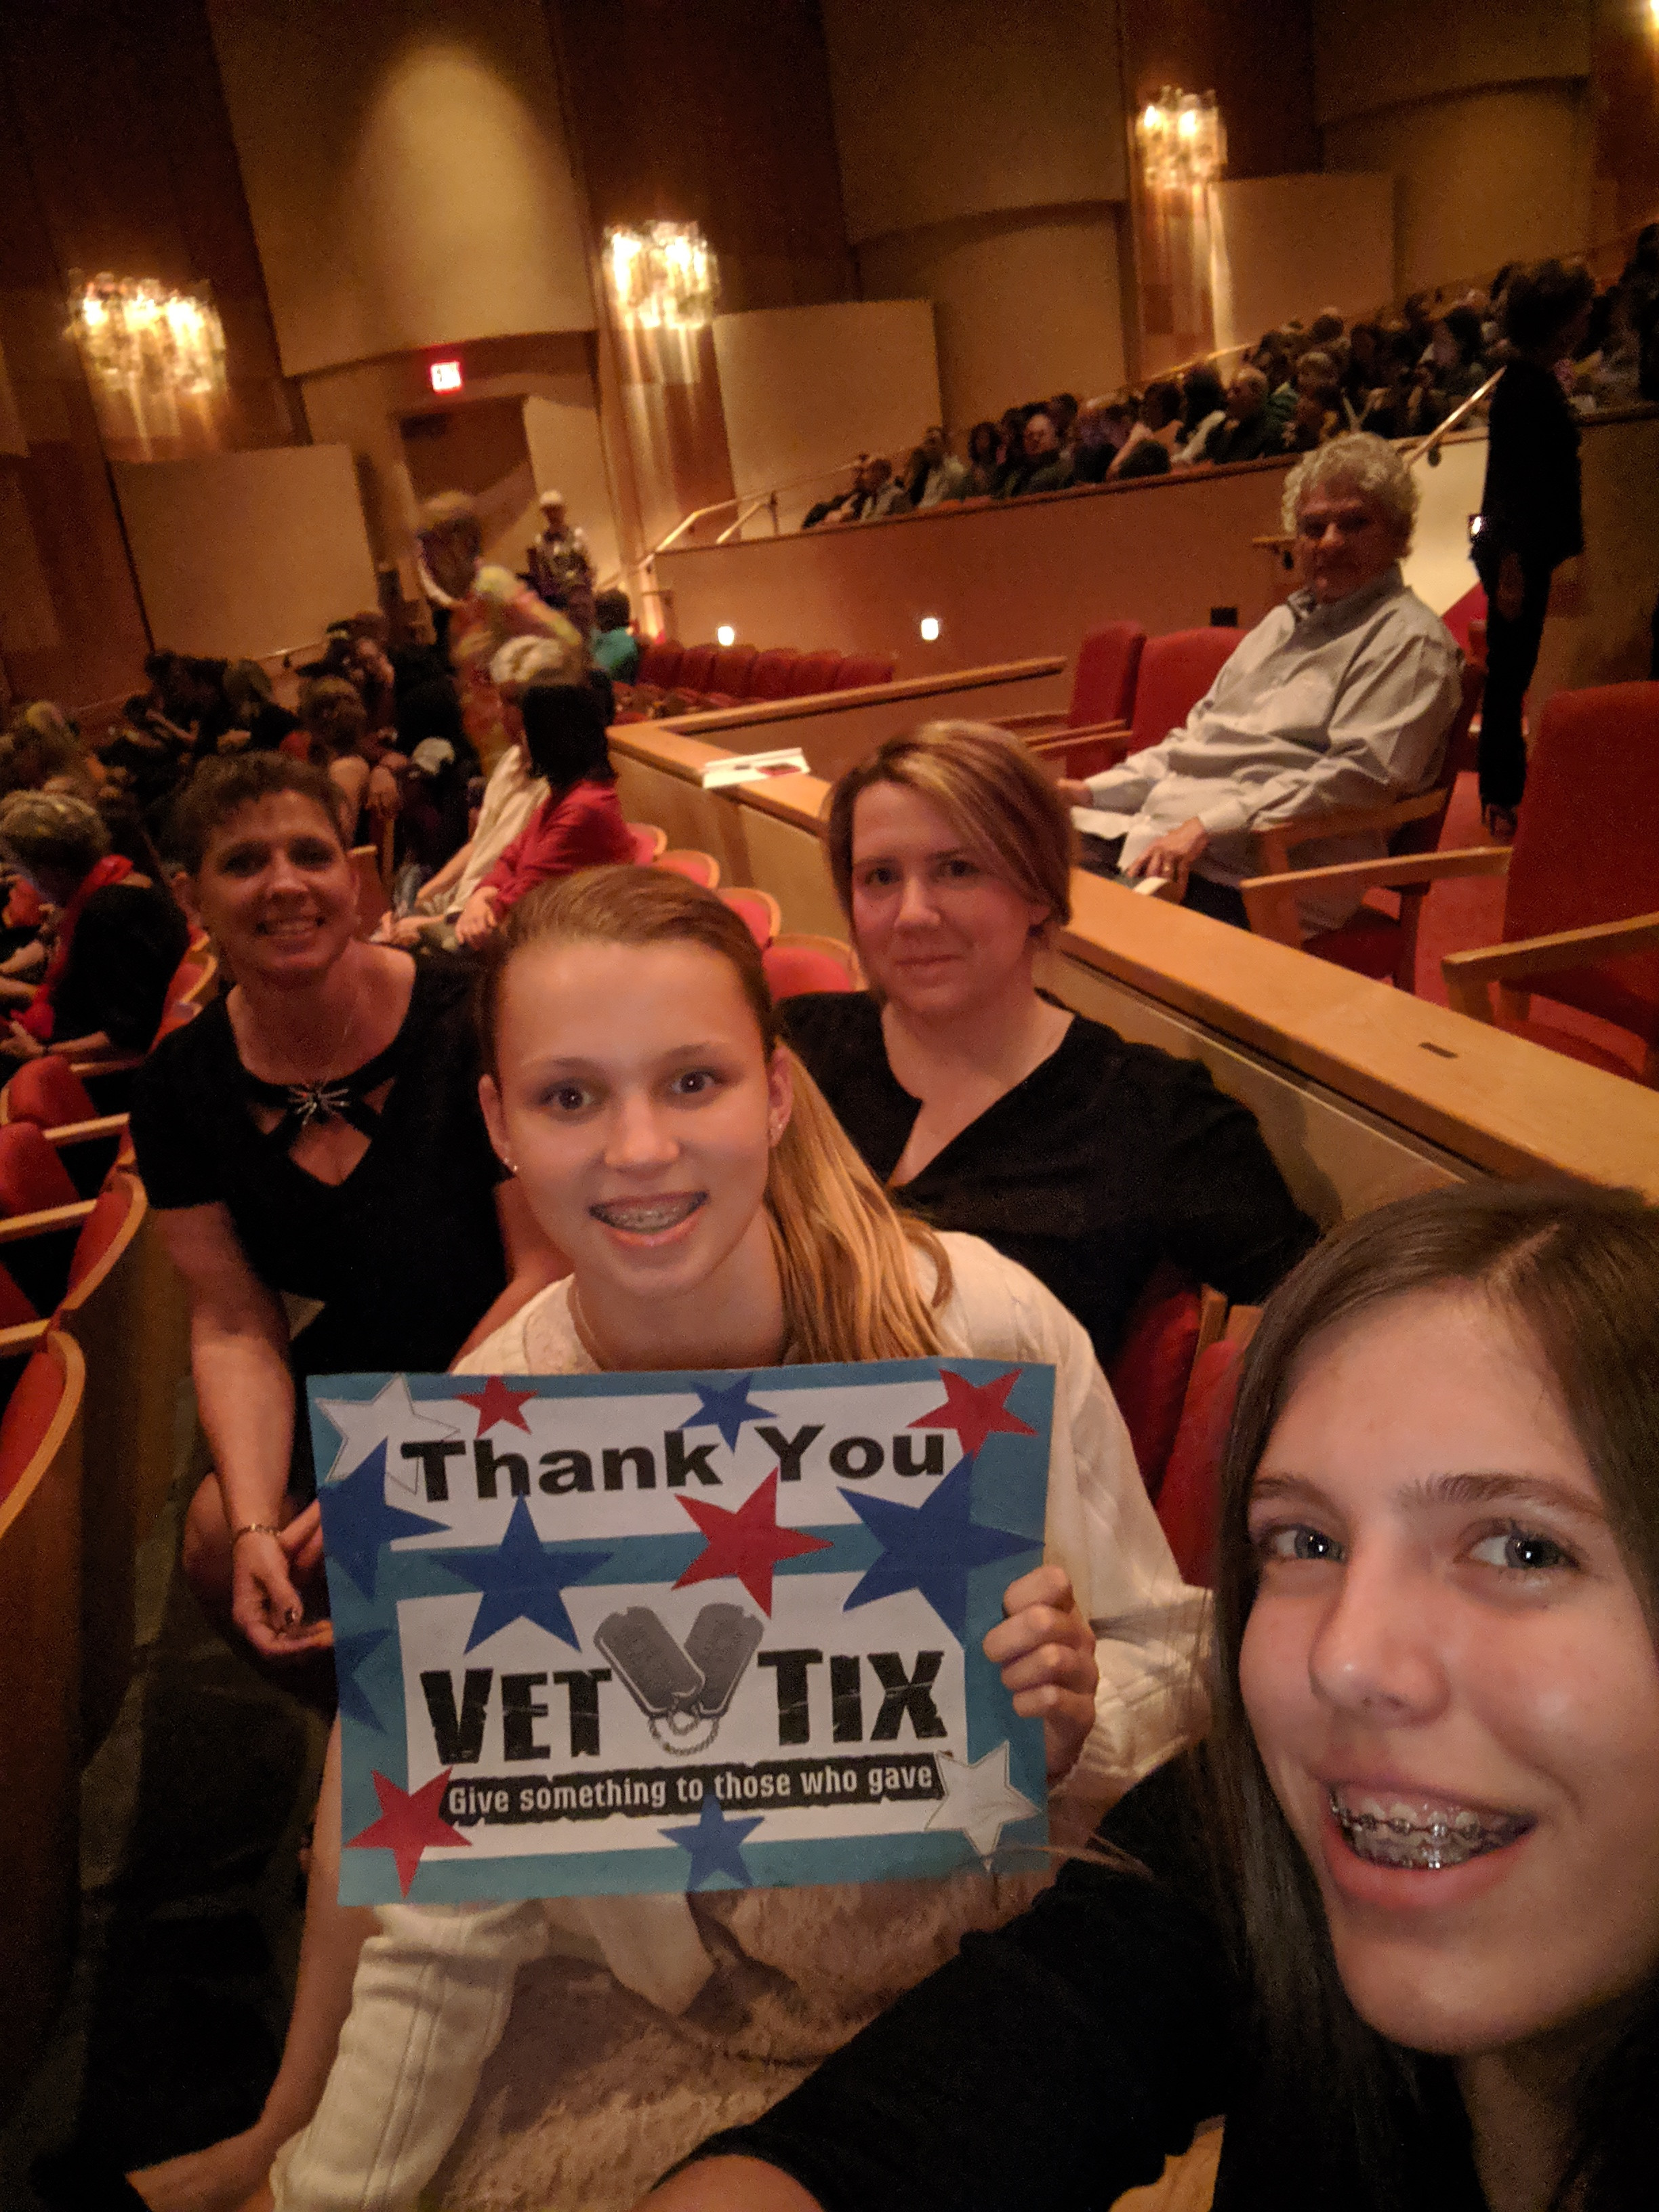 EXIT
Thank You
VET TIX
Give something to those who gave